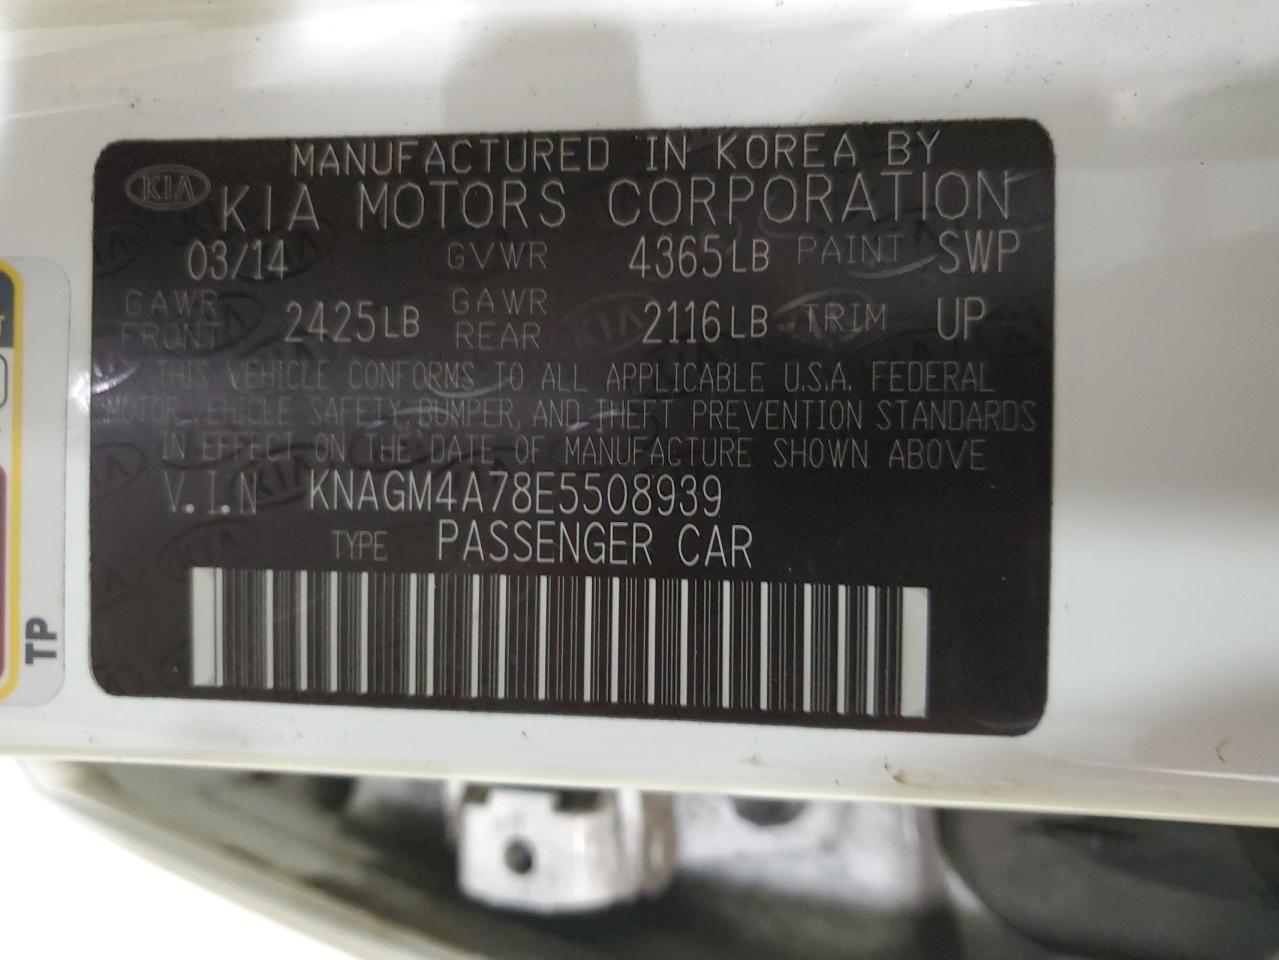 MANUFACTURED IN KOREA BY
KIA KIA MOTORS CORPORATION
03/14 GVWR 4365LB PAINT SWP
GAWR FRONT 2425LB GAWR REAR 2116LB TRIM UP
THIS VEHICLE CONFORMS TO ALL APPLICABLE U.S.A. FEDERAL
MOTOR VEHICLE SAFETY, BUMPER, AND THEFT PREVENTION STANDARDS
IN EFFECT ON THE DATE OF MANUFACTURE SHOWN ABOVE
V.I.N KNAGM4A78E5508939
TYPE PASSENGER CAR
TP